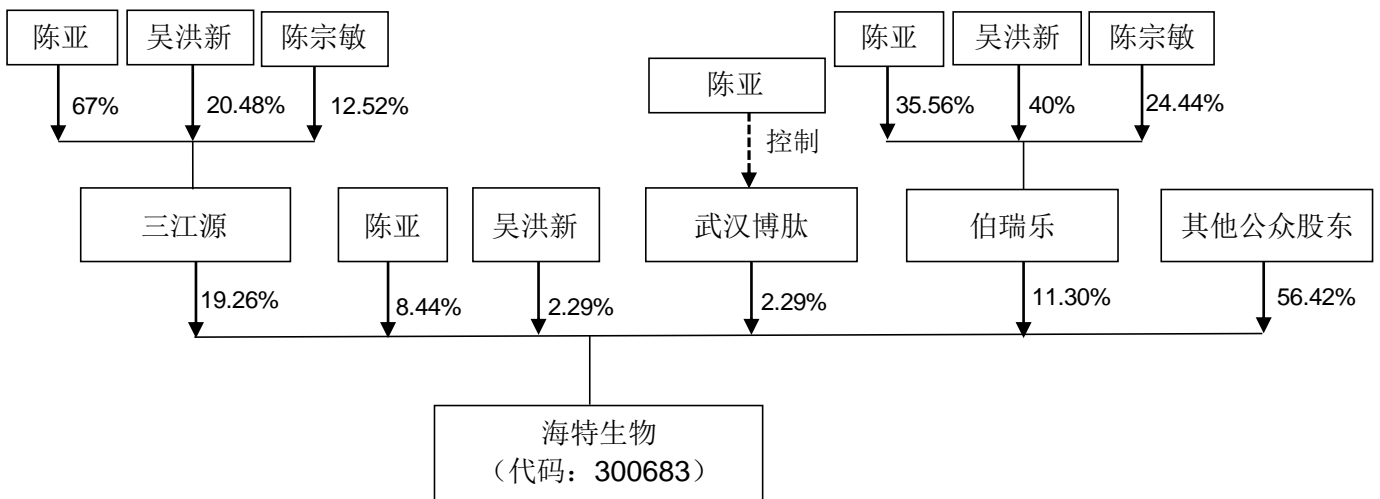 陈亚
吴洪新
陈宗敏
陈亚
陈亚
吴洪新
陈宗敏
67%
20.48%
12.52%
控制
35.56%
40%
24.44%
三江源
陈亚
吴洪新
武汉博肽
伯瑞乐
其他公众股东
19.26%
8.44%
2.29%
2.29%
11.30%
56.42%
海特生物
（代码：300683）